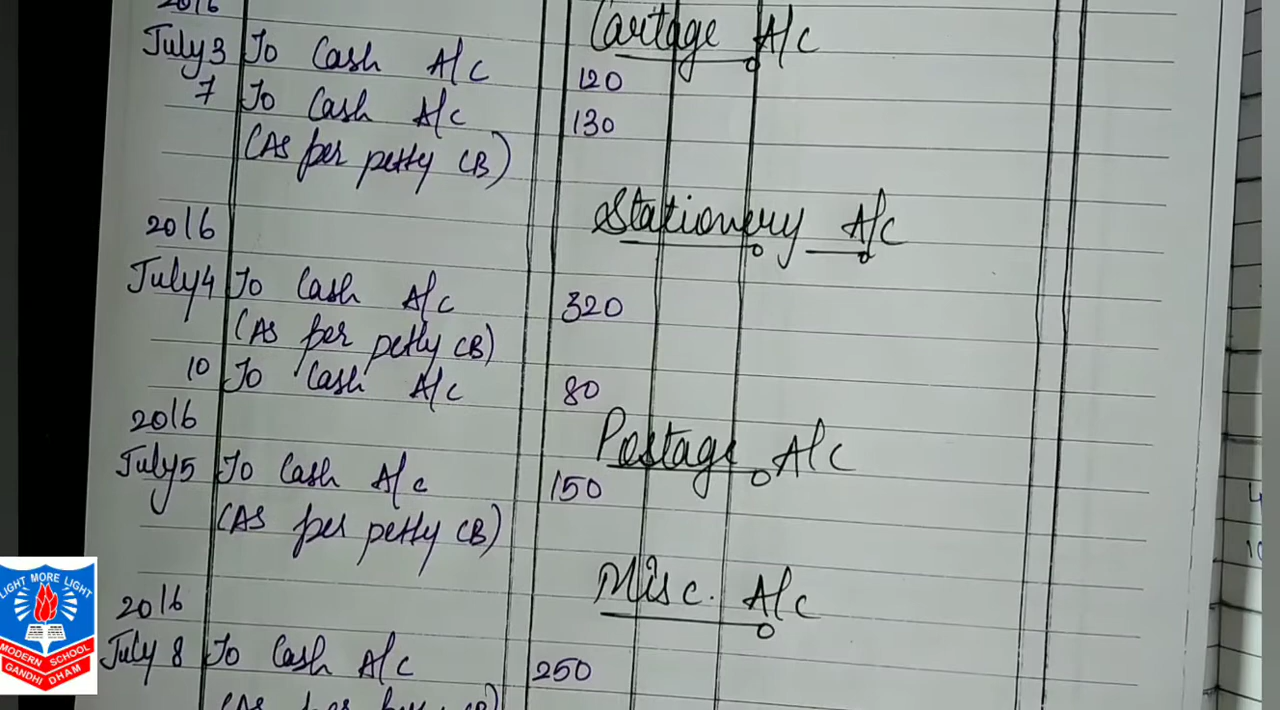 2016
Cartage A/c
July 3 To Cash A/c 120
7 To Cash A/c 130
(As per petty CB)
Stationery A/c
2016
July 4 To Cash A/c 320
(As per petty CB)
10 To Cash A/c 80
2016
Postage A/c
July 5 To Cash A/c 150
(As per petty CB)
Misc. A/c
2016
July 8 To Cash A/c 250
(As per
LIGHT MORE LIGHT
MODERN SCHOOL
GANDHI DHAM